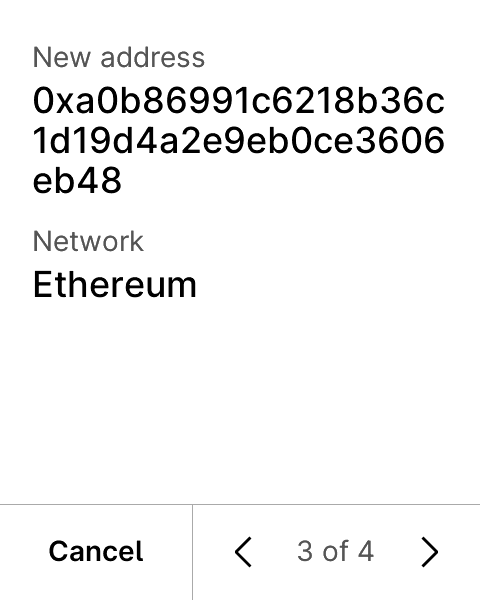 New address
0xa0b86991c6218b36c
1d19d4a2e9eb0ce3606
eb48
Network
Ethereum
Cancel
3 of 4